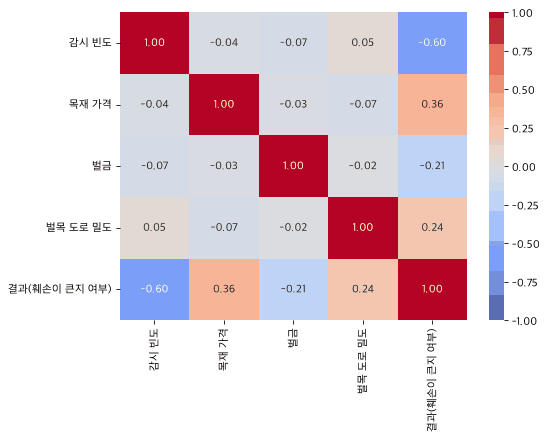 감시 빈도 1.00 -0.04 -0.07 0.05 -0.60
목재 가격 -0.04 1.00 -0.03 -0.07 0.36
벌금 -0.07 -0.03 1.00 -0.02 -0.21
벌목 도로 밀도 0.05 -0.07 -0.02 1.00 0.24
결과(훼손이 큰지 여부) -0.60 0.36 -0.21 0.24 1.00
감시 빈도
목재 가격
벌금
벌목 도로 밀도
결과(훼손이 큰지 여부)
1.00
0.75
0.50
0.25
0.00
-0.25
-0.50
-0.75
-1.00